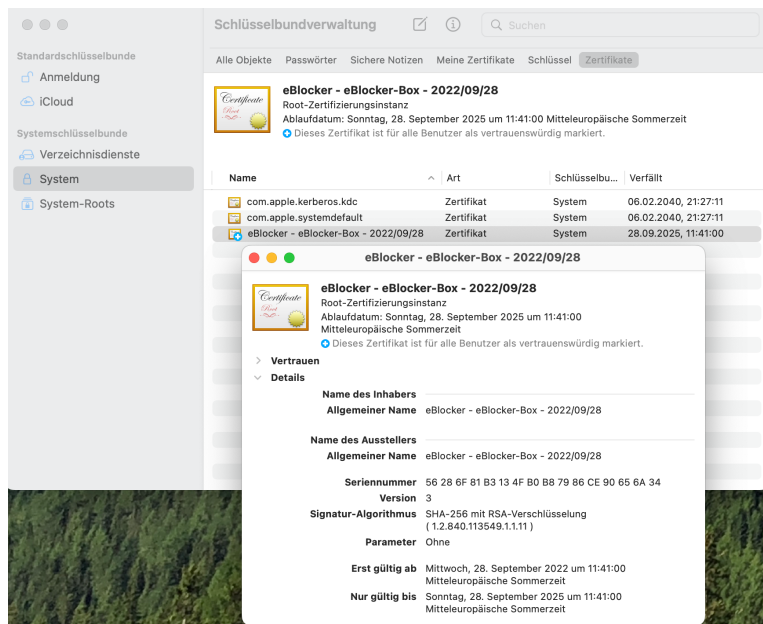 Schlüsselbundverwaltung
Suchen
Standardschlüsselbunde
Anmeldung
iCloud
Systemschlüsselbunde
Verzeichnisdienste
System
System-Roots
Alle Objekte Passwörter Sichere Notizen Meine Zertifikate Schlüssel Zertifikate
Certificate
Root
eBlocker - eBlocker-Box - 2022/09/28
Root-Zertifizierungsinstanz
Ablaufdatum: Sonntag, 28. September 2025 um 11:41:00 Mitteleuropäische Sommerzeit
Dieses Zertifikat ist für alle Benutzer als vertrauenswürdig markiert.
Name Art Schlüsselbu... Verfällt
com.apple.kerberos.kdc Zertifikat System 06.02.2040, 21:27:11
com.apple.systemdefault Zertifikat System 06.02.2040, 21:27:11
eBlocker - eBlocker-Box - 2022/09/28 Zertifikat System 28.09.2025, 11:41:00
eBlocker - eBlocker-Box - 2022/09/28
Certificate
Root
eBlocker - eBlocker-Box - 2022/09/28
Root-Zertifizierungsinstanz
Ablaufdatum: Sonntag, 28. September 2025 um 11:41:00
Mitteleuropäische Sommerzeit
Dieses Zertifikat ist für alle Benutzer als vertrauenswürdig markiert.
Vertrauen
Details
Name des Inhabers
Allgemeiner Name eBlocker - eBlocker-Box - 2022/09/28
Name des Ausstellers
Allgemeiner Name eBlocker - eBlocker-Box - 2022/09/28
Seriennummer 56 28 6F 81 B3 13 4F B0 B8 79 86 CE 90 65 6A 34
Version 3
Signatur-Algorithmus SHA-256 mit RSA-Verschlüsselung
( 1.2.840.113549.1.1.11 )
Parameter Ohne
Erst gültig ab Mittwoch, 28. September 2022 um 11:41:00
Mitteleuropäische Sommerzeit
Nur gültig bis Sonntag, 28. September 2025 um 11:41:00
Mitteleuropäische Sommerzeit